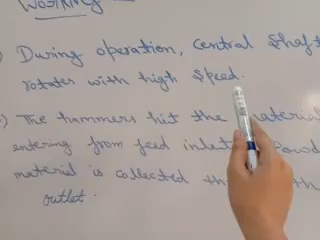 Working
) During operation, central shaft
rotates with high speed.
) The hammers hit the material
entering from feed inlet
material is collected
outlet.